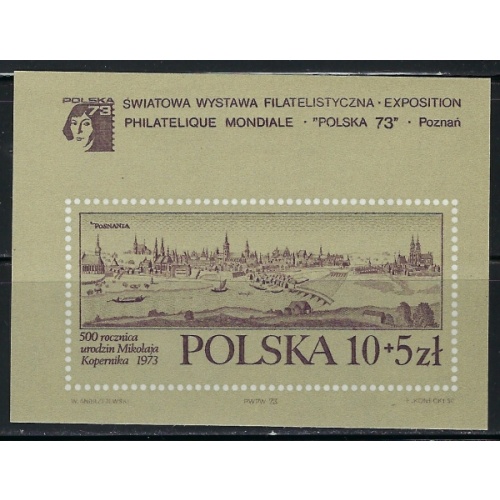 POLSKA
73
ŚWIATOWA WYSTAWA FILATELISTYCZNA · EXPOSITION
PHILATELIQUE MONDIALE · "POLSKA 73" · Poznań
POSNANIA
500 rocznica
urodzin Mikołaja
Kopernika 1973
POLSKA 10+5zł